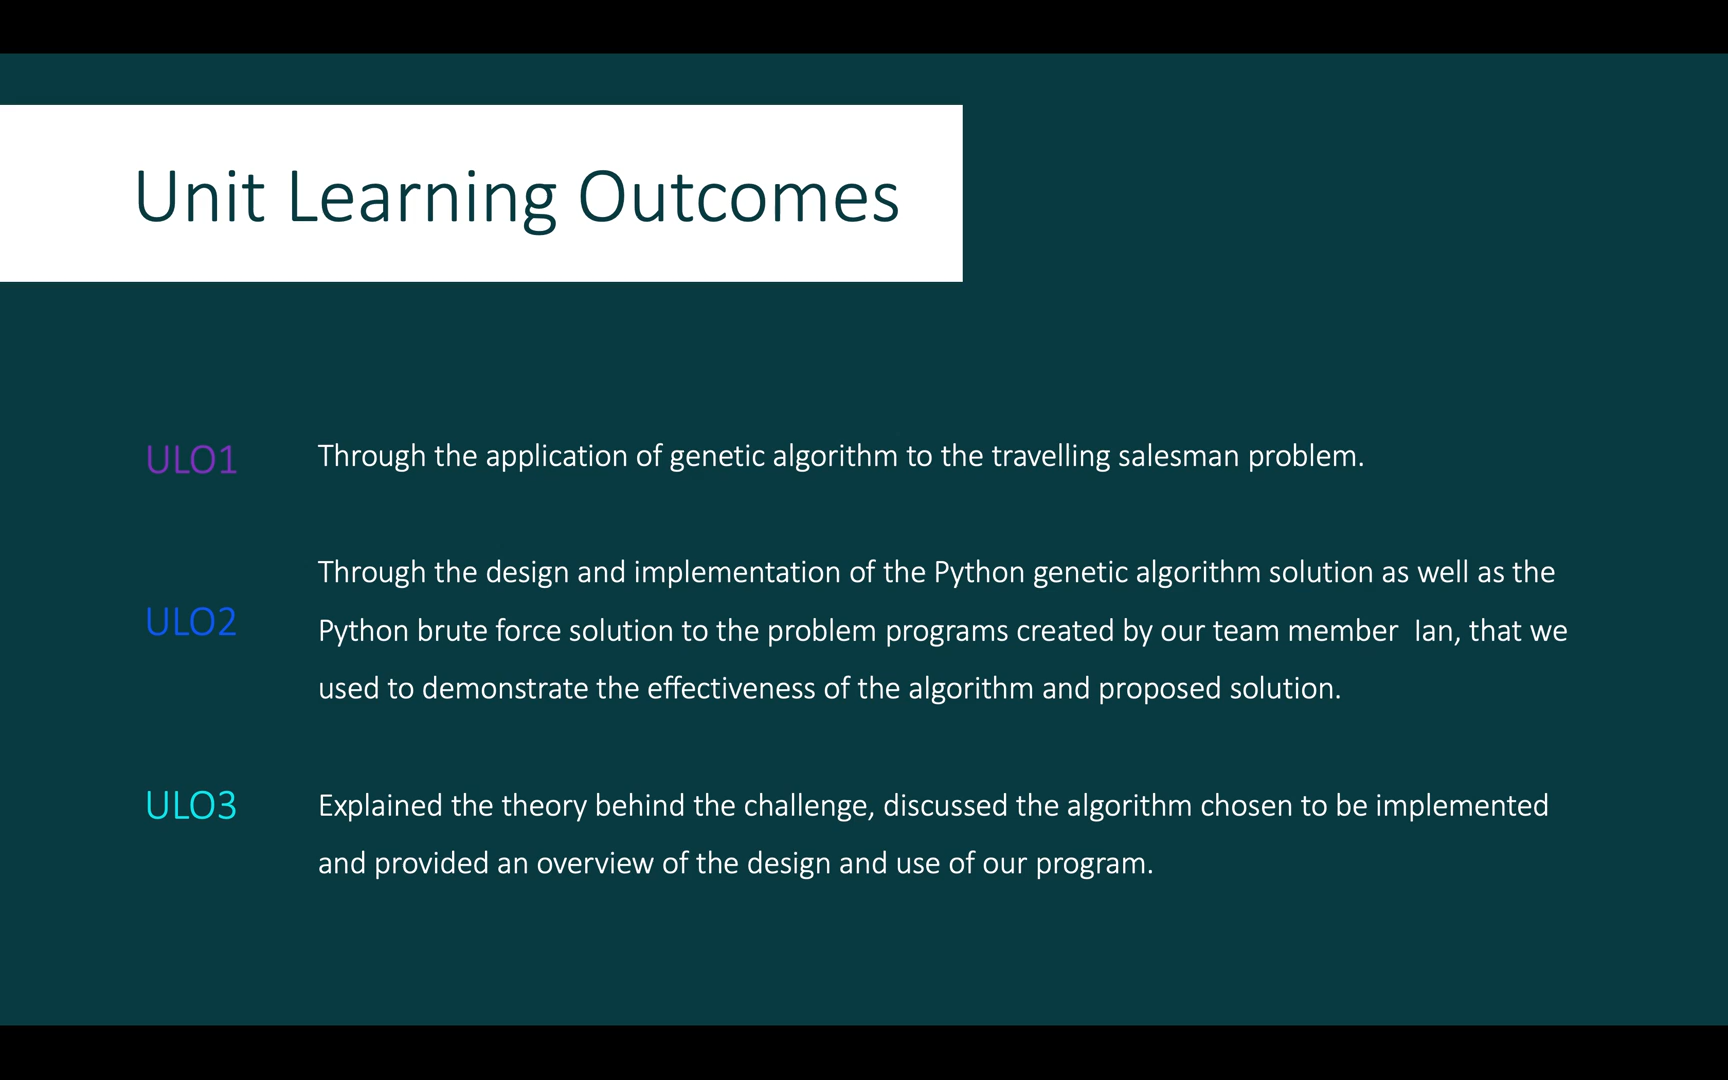 Unit Learning Outcomes
ULO1
Through the application of genetic algorithm to the travelling salesman problem.
ULO2
Through the design and implementation of the Python genetic algorithm solution as well as the
Python brute force solution to the problem programs created by our team member  Ian, that we
used to demonstrate the effectiveness of the algorithm and proposed solution.
ULO3
Explained the theory behind the challenge, discussed the algorithm chosen to be implemented
and provided an overview of the design and use of our program.